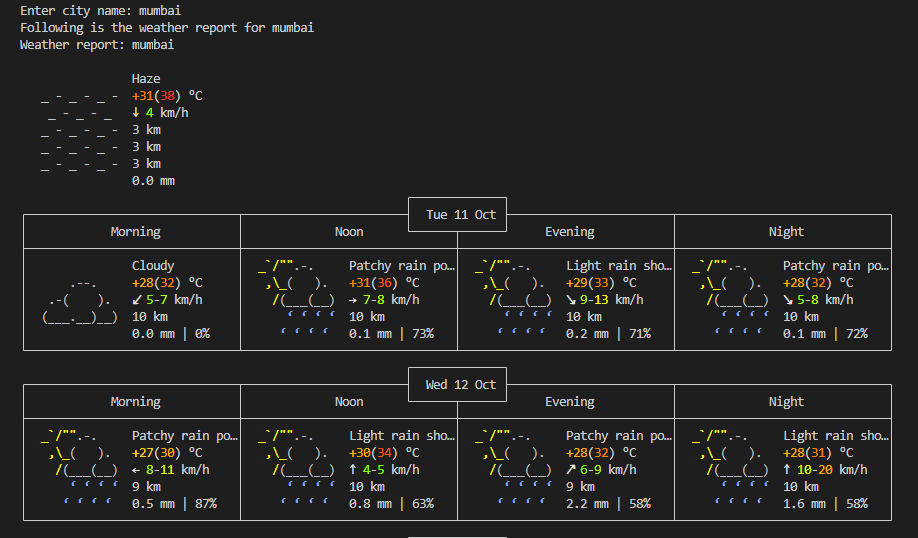 Enter city name: mumbai
Following is the weather report for mumbai
Weather report: mumbai
Haze
+31(38) °C
↓ 4 km/h
3 km
3 km
3 km
0.0 mm
Tue 11 Oct
Morning Noon Evening Night
Cloudy Patchy rain po… Light rain sho… Patchy rain po…
+28(32) °C +31(36) °C +29(33) °C +28(32) °C
↙ 5-7 km/h → 7-8 km/h ↘ 9-13 km/h ↘ 5-8 km/h
10 km 10 km 10 km 10 km
0.0 mm | 0% 0.1 mm | 73% 0.2 mm | 71% 0.1 mm | 72%
Wed 12 Oct
Morning Noon Evening Night
Patchy rain po… Light rain sho… Patchy rain po… Light rain sho…
+27(30) °C +30(34) °C +28(32) °C +28(31) °C
← 8-11 km/h ↑ 4-5 km/h ↗ 6-9 km/h ↑ 10-20 km/h
9 km 10 km 9 km 10 km
0.5 mm | 87% 0.8 mm | 63% 2.2 mm | 58% 1.6 mm | 58%